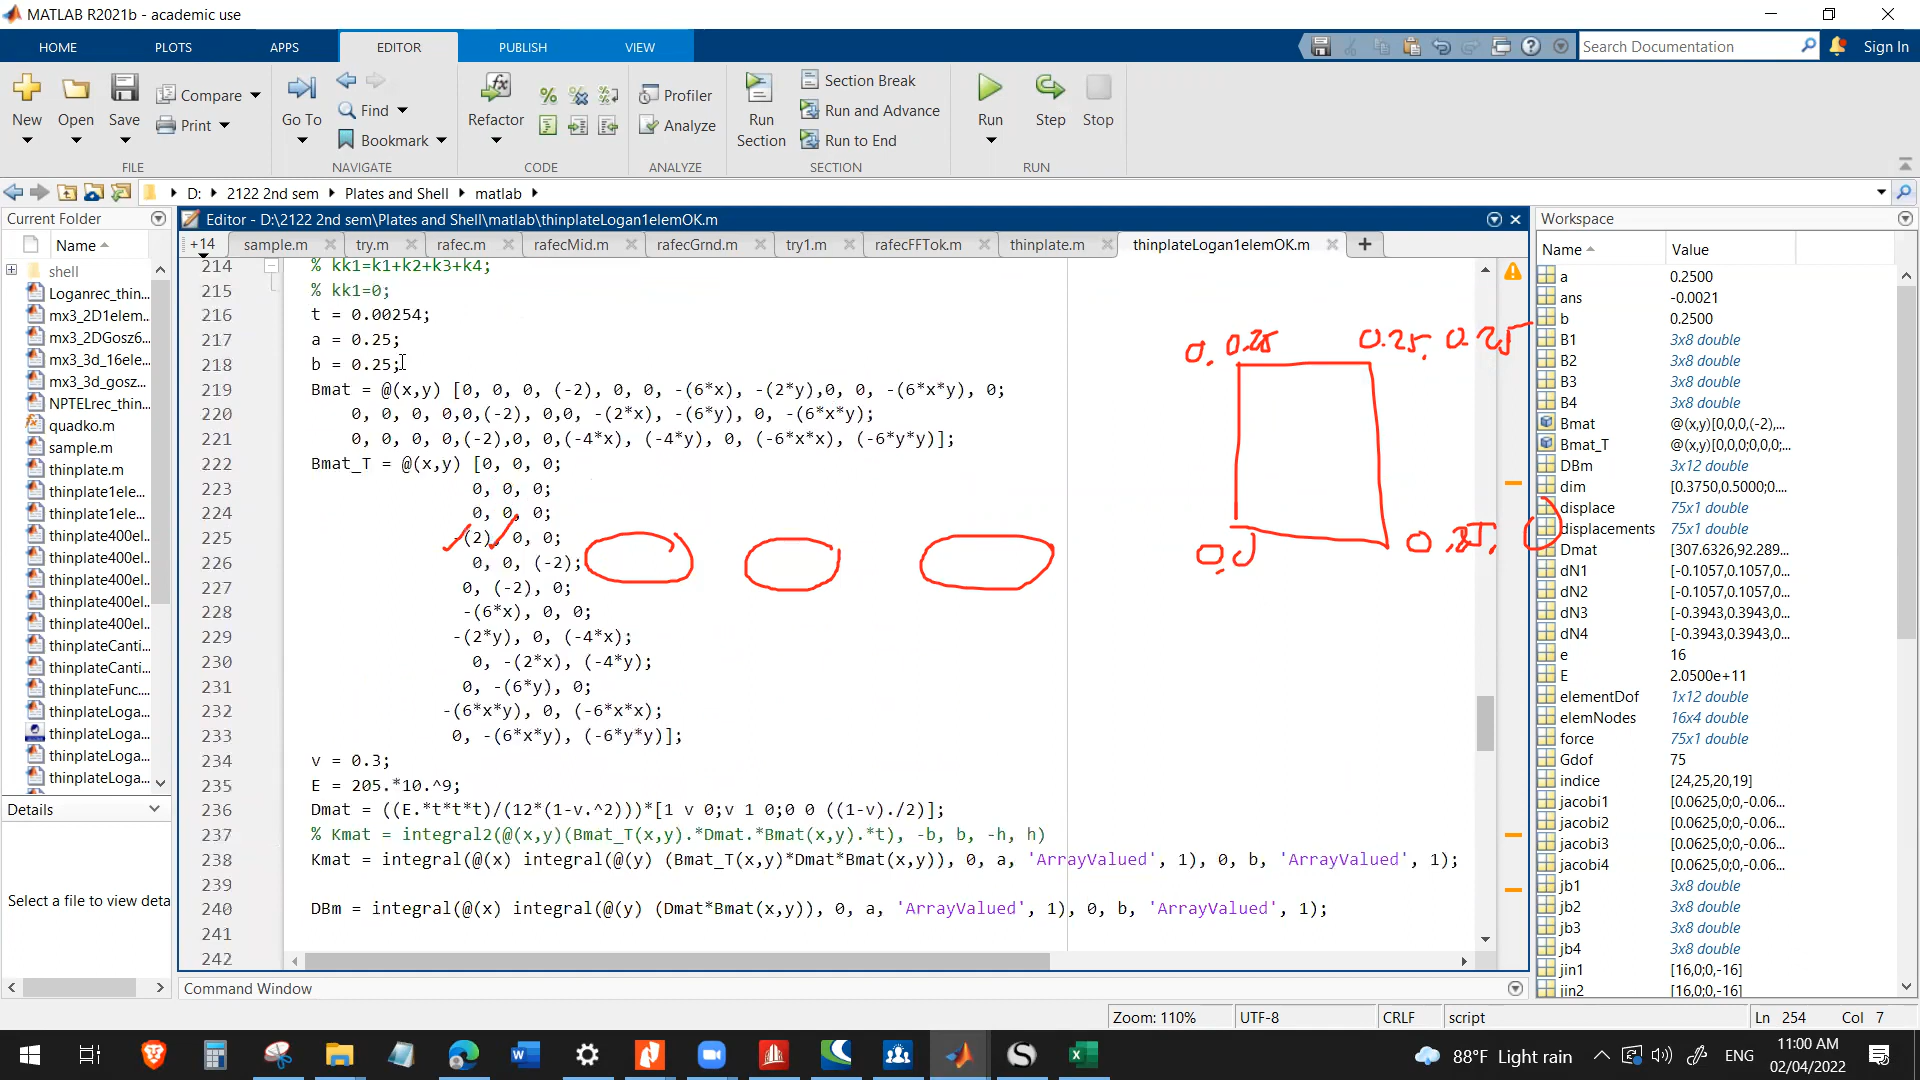 MATLAB R2021b - academic use
HOME PLOTS APPS EDITOR PUBLISH VIEW
Search Documentation
Sign In
New Open Save Compare Print
Go To Find Bookmark
Refactor
Profiler Analyze
Run Section
Section Break
Run and Advance
Run to End
Run Step Stop
FILE NAVIGATE CODE ANALYZE SECTION RUN
D: 2122 2nd sem Plates and Shell matlab
Current Folder
Name
shell
Loganrec_thin...
mx3_2D1elem...
mx3_2DGosz6...
mx3_3d_16ele...
mx3_3d_gosz...
NPTELrec_thin...
quadko.m
sample.m
thinplate.m
thinplate1ele...
thinplate1ele...
thinplate400el...
thinplate400el...
thinplate400el...
thinplate400el...
thinplate400el...
thinplateCanti...
thinplateCanti...
thinplateFunc...
thinplateLoga...
thinplateLoga...
thinplateLoga...
thinplateLoga...
Details
Select a file to view deta
Editor - D:\2122 2nd sem\Plates and Shell\matlab\thinplateLogan1elemOK.m
+14 sample.m try.m rafec.m rafecMid.m rafecGrnd.m try1.m rafecFFTok.m thinplate.m thinplateLogan1elemOK.m
214 % kk1=k1+k2+k3+k4;
215 % kk1=0;
216 t = 0.00254;
217 a = 0.25;
218 b = 0.25;
219 Bmat = @(x,y) [0, 0, 0, (-2), 0, 0, -(6*x), -(2*y),0, 0, -(6*x*y), 0;
220 0, 0, 0, 0,0,(-2), 0,0, -(2*x), -(6*y), 0, -(6*x*y);
221 0, 0, 0, 0,(-2),0, 0,(-4*x), (-4*y), 0, (-6*x*x), (-6*y*y)];
222 Bmat_T = @(x,y) [0, 0, 0;
223 0, 0, 0;
224 0, 0, 0;
225 -(2), 0, 0;
226 0, 0, (-2);
227 0, (-2), 0;
228 -(6*x), 0, 0;
229 -(2*y), 0, (-4*x);
230 0, -(2*x), (-4*y);
231 0, -(6*y), 0;
232 -(6*x*y), 0, (-6*x*x);
233 0, -(6*x*y), (-6*y*y)];
234 v = 0.3;
235 E = 205.*10.^9;
236 Dmat = ((E.*t*t*t)/(12*(1-v.^2)))*[1 v 0;v 1 0;0 0 ((1-v)./2)];
237 % Kmat = integral2(@(x,y)(Bmat_T(x,y).*Dmat.*Bmat(x,y).*t), -b, b, -h, h)
238 Kmat = integral(@(x) integral(@(y) (Bmat_T(x,y)*Dmat*Bmat(x,y)), 0, a, 'ArrayValued', 1), 0, b, 'ArrayValued', 1);
239
240 DBm = integral(@(x) integral(@(y) (Dmat*Bmat(x,y)), 0, a, 'ArrayValued', 1), 0, b, 'ArrayValued', 1);
241
242
0, 0.25 0.25, 0.25
0,0 0.25,
Command Window
Workspace
Name Value
a 0.2500
ans -0.0021
b 0.2500
B1 3x8 double
B2 3x8 double
B3 3x8 double
B4 3x8 double
Bmat @(x,y)[0,0,0,(-2),...
Bmat_T @(x,y)[0,0,0;0,0,0;...
DBm 3x12 double
dim [0.3750,0.5000;0....
displace 75x1 double
displacements 75x1 double
Dmat [307.6326,92.289...
dN1 [-0.1057,0.1057,0...
dN2 [-0.1057,0.1057,0...
dN3 [-0.3943,0.3943,0...
dN4 [-0.3943,0.3943,0...
e 16
E 2.0500e+11
elementDof 1x12 double
elemNodes 16x4 double
force 75x1 double
Gdof 75
indice [24,25,20,19]
jacobi1 [0.0625,0;0,-0.06...
jacobi2 [0.0625,0;0,-0.06...
jacobi3 [0.0625,0;0,-0.06...
jacobi4 [0.0625,0;0,-0.06...
jb1 3x8 double
jb2 3x8 double
jb3 3x8 double
jb4 3x8 double
jin1 [16,0;0,-16]
jin2 [16,0;0,-16]
Zoom: 110% UTF-8 CRLF script Ln 254 Col 7
88°F Light rain ENG 11:00 AM
02/04/2022